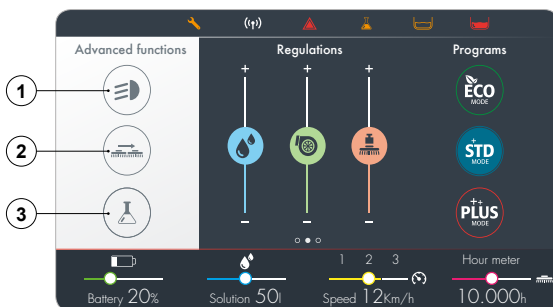 Advanced functions
Regulations
Programs
1
2
3
+ + +
− − −
ECO
MODE
+
STD
MODE
++
PLUS
MODE
Battery 20%
Solution 50l
1 2 3
Speed 12Km/h
Hour meter
10.000h